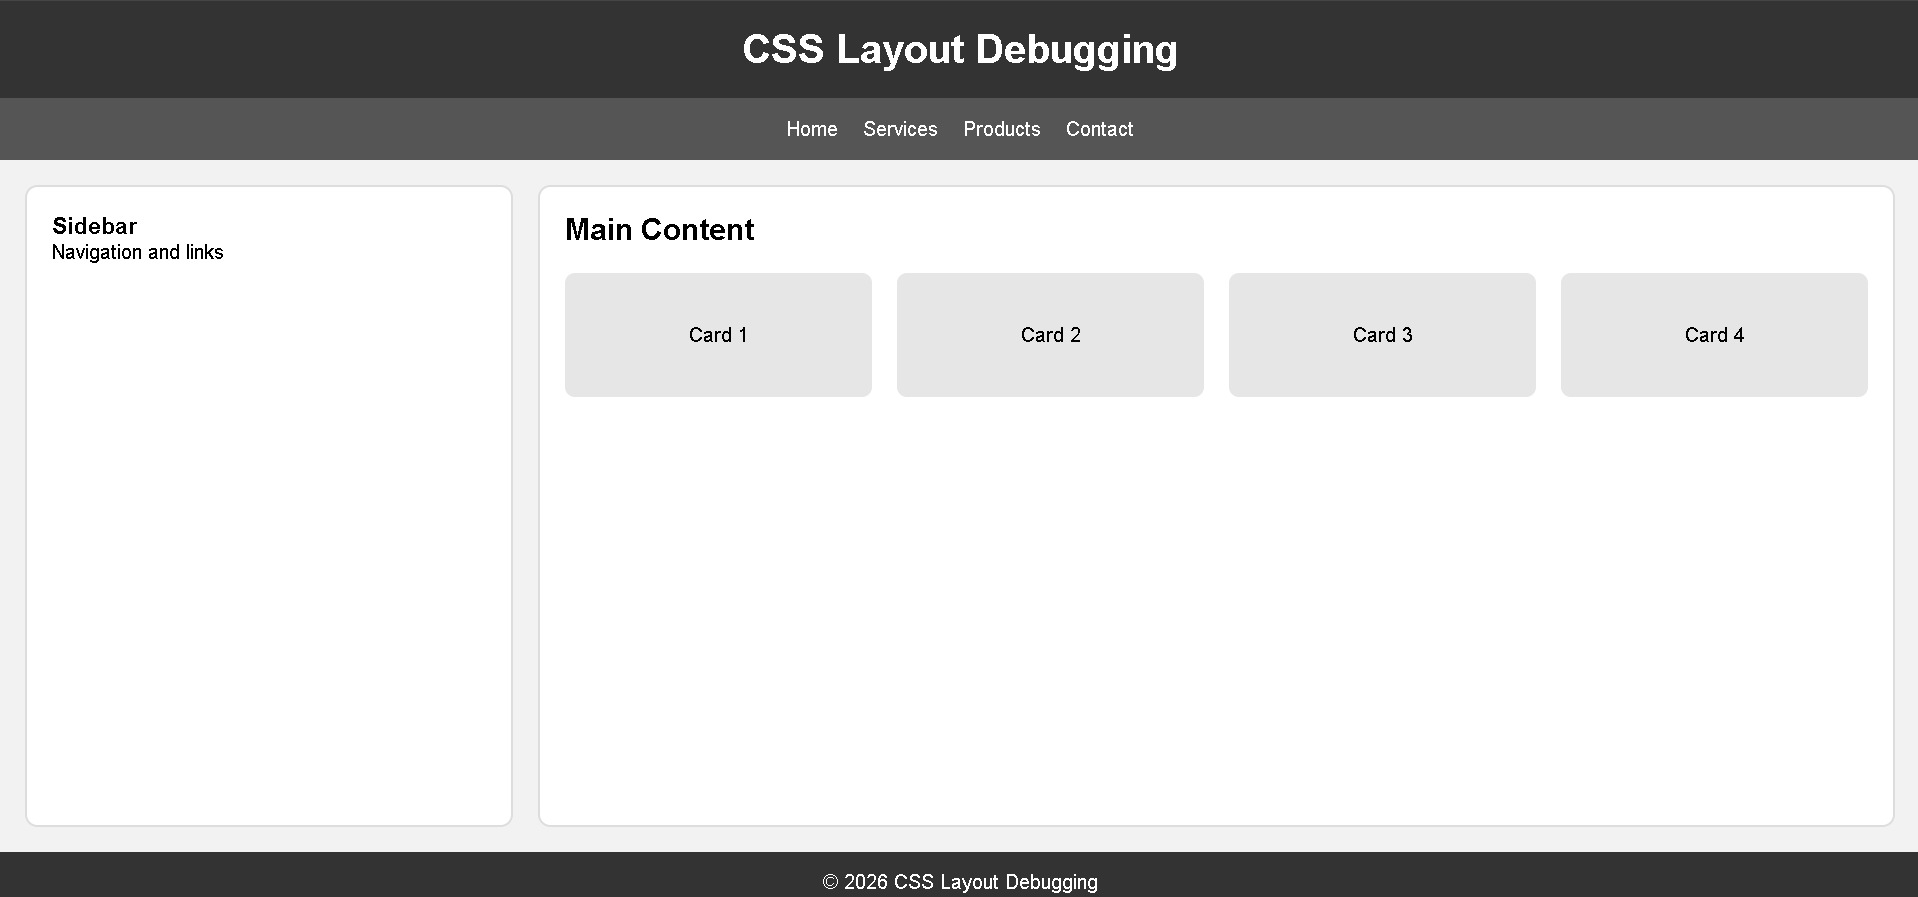 CSS Layout Debugging
Home Services Products Contact
Sidebar
Navigation and links
Main Content
Card 1
Card 2
Card 3
Card 4
© 2026 CSS Layout Debugging